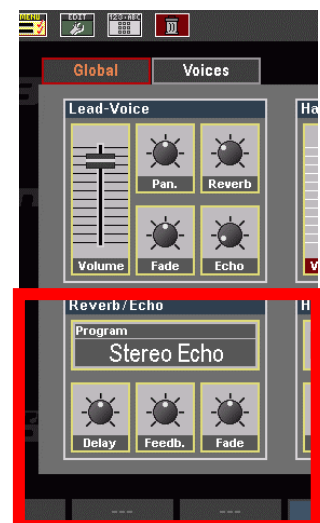 MENU EDIT 123·ABC
Global Voices
Lead-Voice Ha
Pan. Reverb
Volume Fade Echo V
Reverb/Echo H
Program
Stereo Echo
Delay Feedb. Fade
--- ---